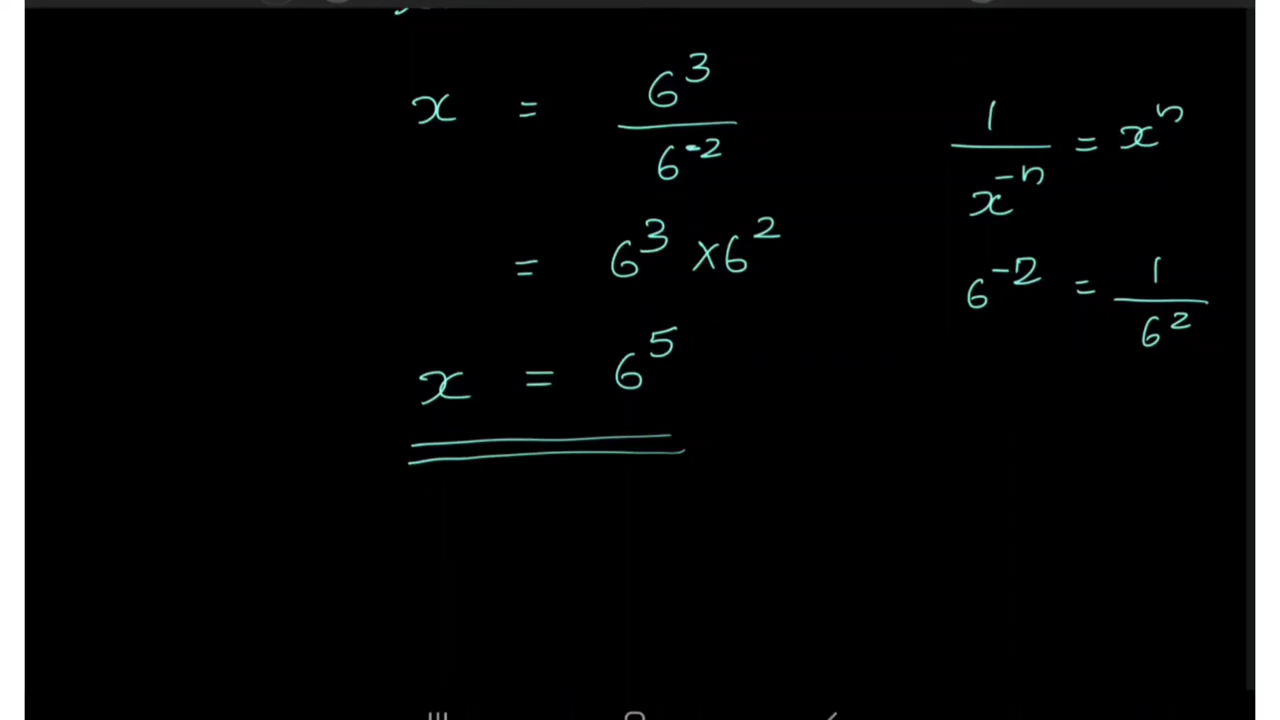 x = 6^3 / 6^-2
= 6^3 × 6^2
x = 6^5
1 / x^-n = x^n
6^-2 = 1 / 6^2